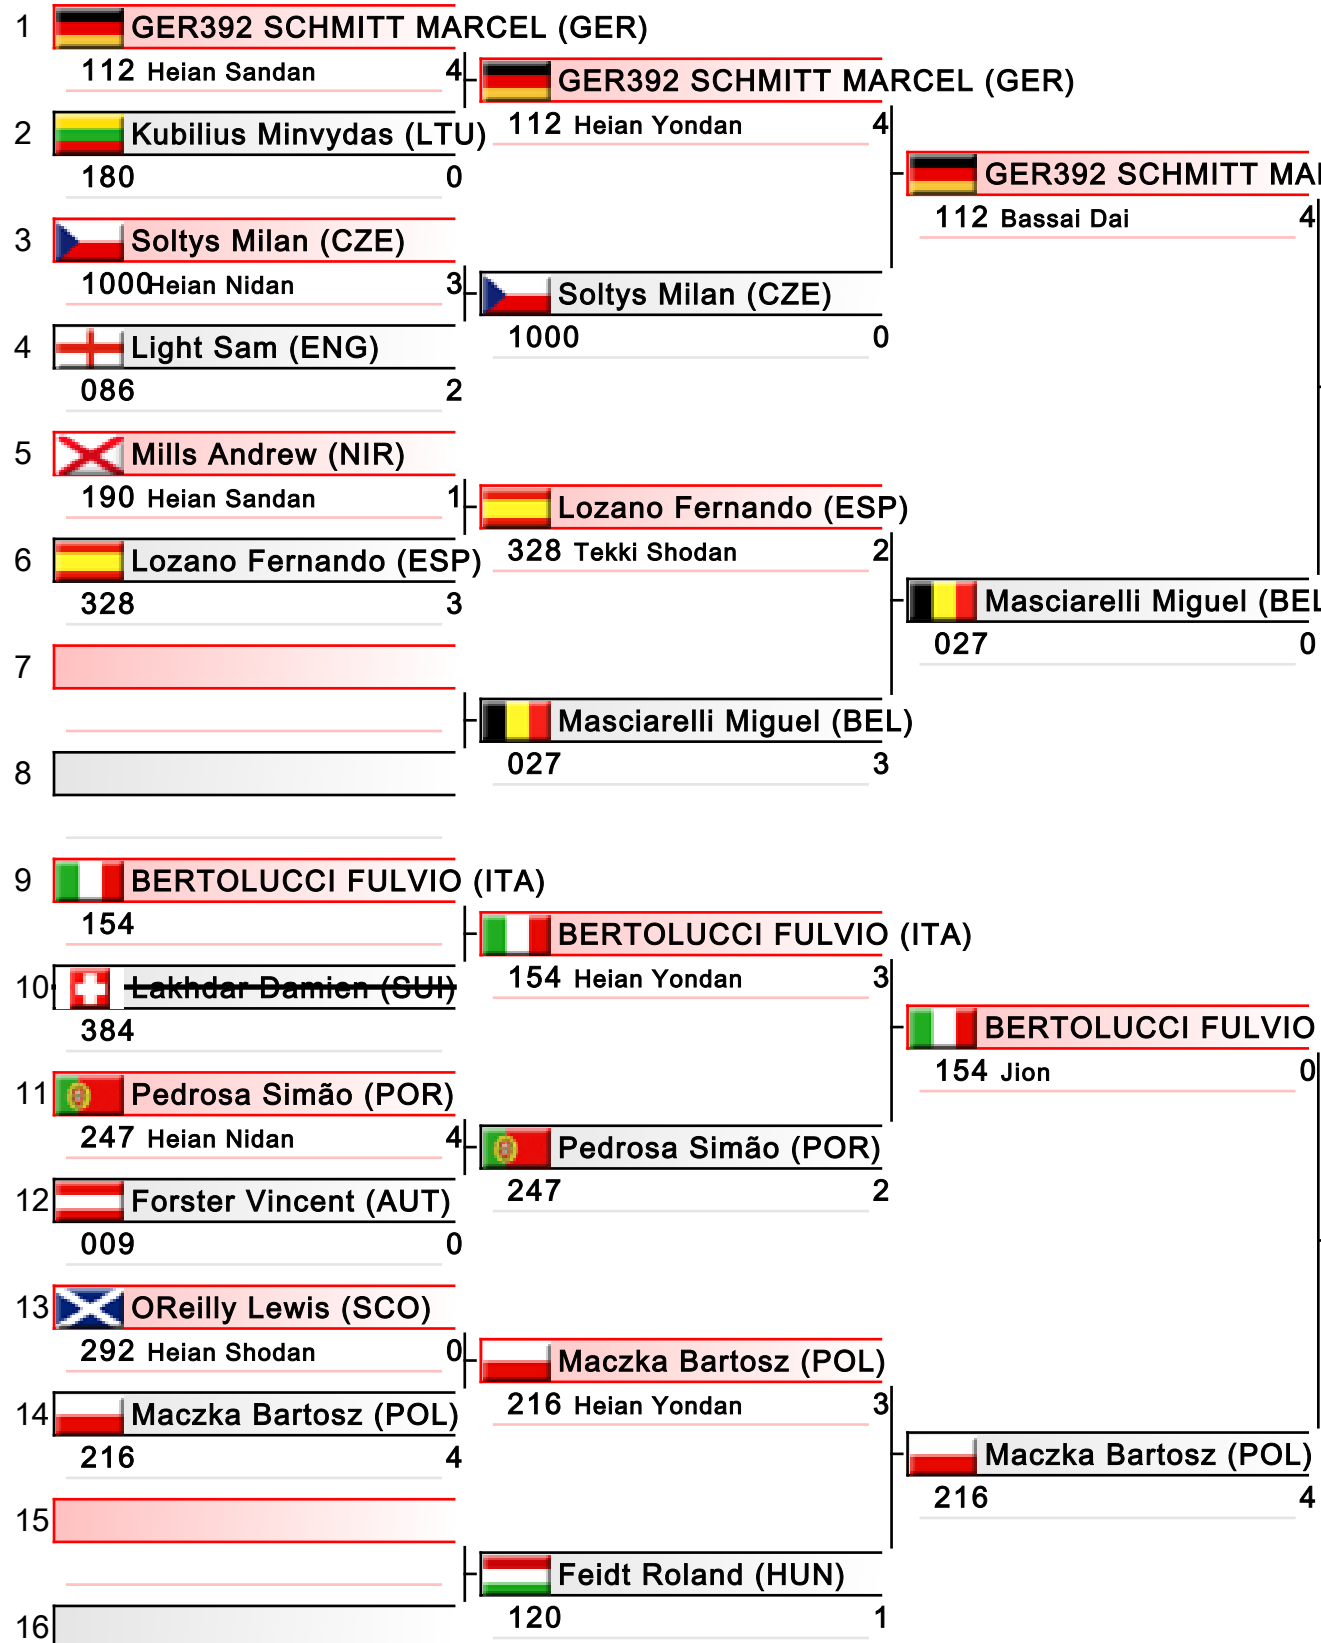 1 GER392 SCHMITT MARCEL (GER)
112 Heian Sandan 4
2 Kubilius Minvydas (LTU)
180 0
3 Soltys Milan (CZE)
1000 Heian Nidan 3
4 Light Sam (ENG)
086 2
5 Mills Andrew (NIR)
190 Heian Sandan 1
6 Lozano Fernando (ESP)
328 3
7
8
9 BERTOLUCCI FULVIO (ITA)
154
10 Lakhdar Damien (SUI)
384
11 Pedrosa Simão (POR)
247 Heian Nidan 4
12 Forster Vincent (AUT)
009 0
13 OReilly Lewis (SCO)
292 Heian Shodan 0
14 Maczka Bartosz (POL)
216 4
15
16
GER392 SCHMITT MARCEL (GER)
112 Heian Yondan 4
Soltys Milan (CZE)
1000 0
Lozano Fernando (ESP)
328 Tekki Shodan 2
Masciarelli Miguel (BEL)
027 3
BERTOLUCCI FULVIO (ITA)
154 Heian Yondan 3
Pedrosa Simão (POR)
247 2
Maczka Bartosz (POL)
216 Heian Yondan 3
Feidt Roland (HUN)
120 1
GER392 SCHMITT MA
112 Bassai Dai 4
Masciarelli Miguel (BEL
027 0
BERTOLUCCI FULVIO
154 Jion 0
Maczka Bartosz (POL)
216 4